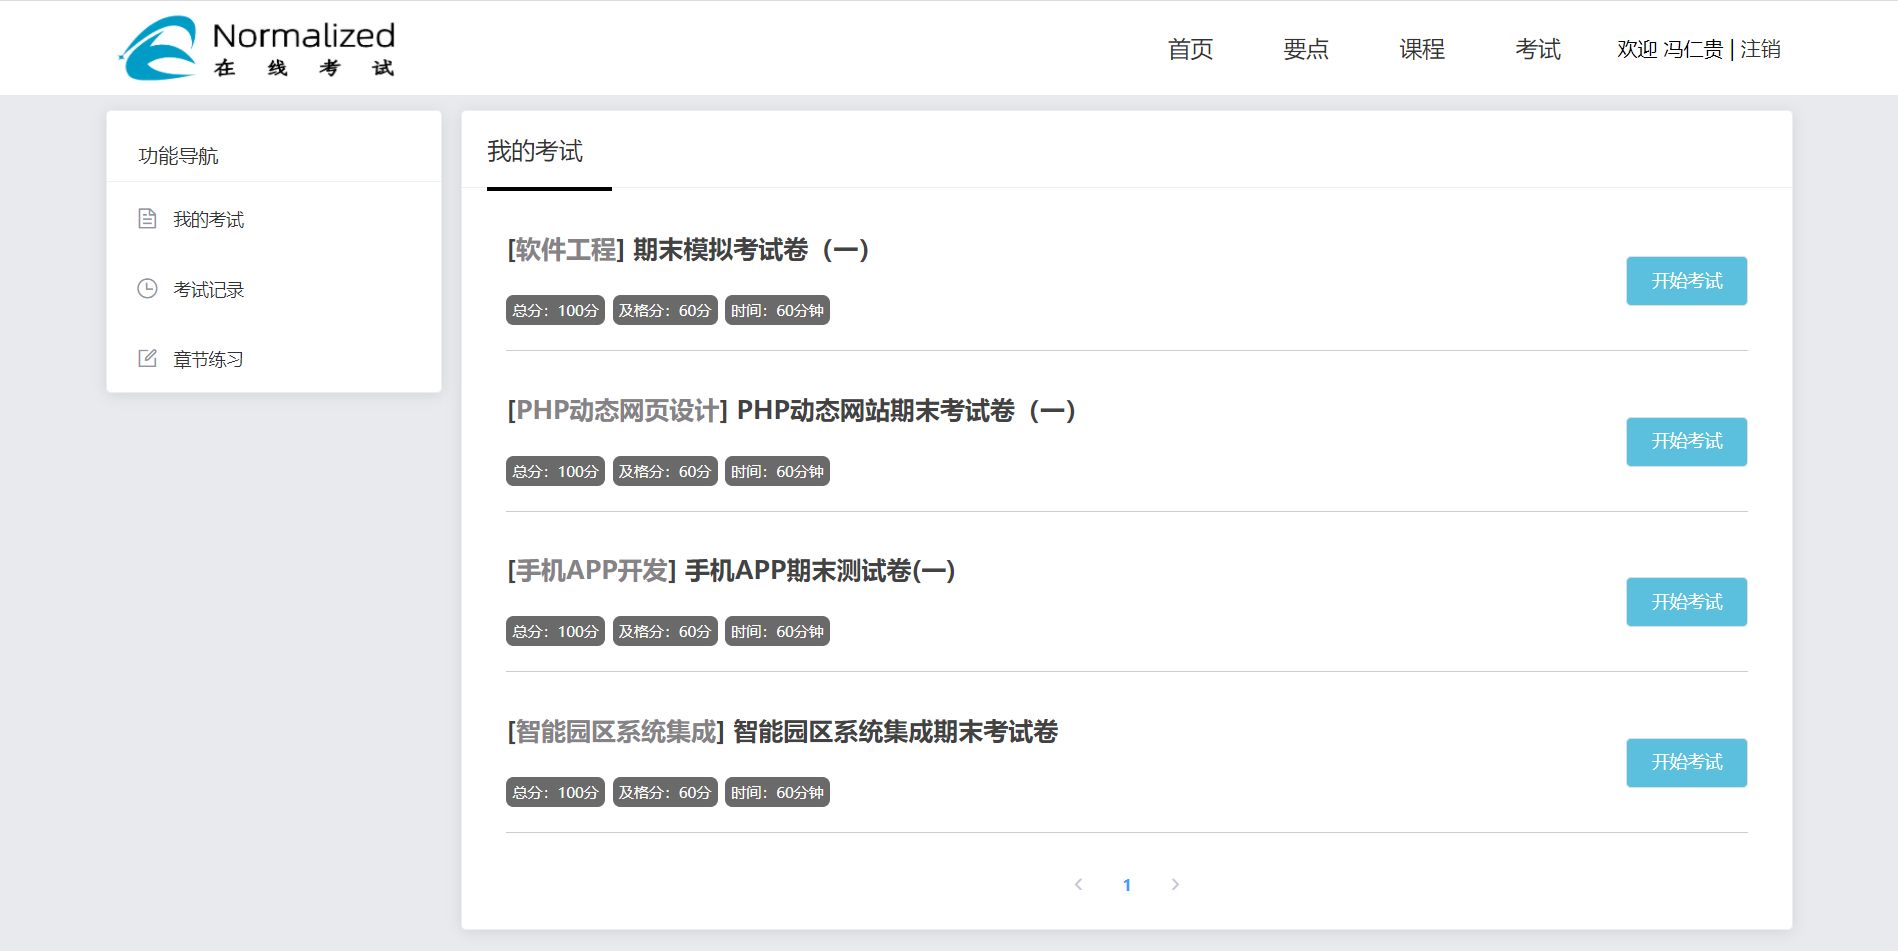 Normalized
在线考试
首页 要点 课程 考试 欢迎 冯仁贵 | 注销
功能导航
我的考试
考试记录
章节练习
我的考试
[软件工程] 期末模拟考试卷（一）
总分：100分 及格分：60分 时间：60分钟
开始考试
[PHP动态网页设计] PHP动态网站期末考试卷（一）
总分：100分 及格分：60分 时间：60分钟
开始考试
[手机APP开发] 手机APP期末测试卷(一)
总分：100分 及格分：60分 时间：60分钟
开始考试
[智能园区系统集成] 智能园区系统集成期末考试卷
总分：100分 及格分：60分 时间：60分钟
开始考试
1